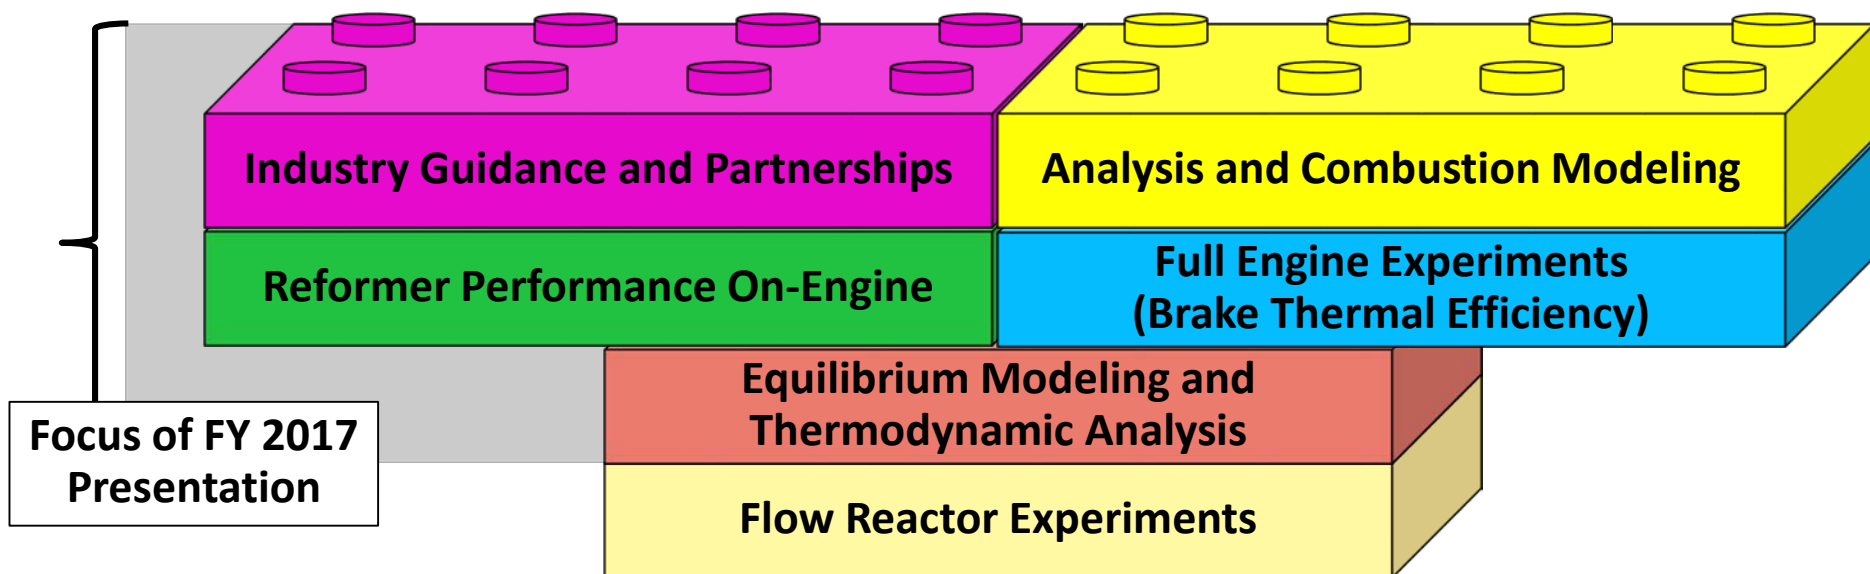 Industry Guidance and Partnerships
Analysis and Combustion Modeling
Reformer Performance On-Engine
Full Engine Experiments
(Brake Thermal Efficiency)
Equilibrium Modeling and
Thermodynamic Analysis
Focus of FY 2017
Presentation
Flow Reactor Experiments